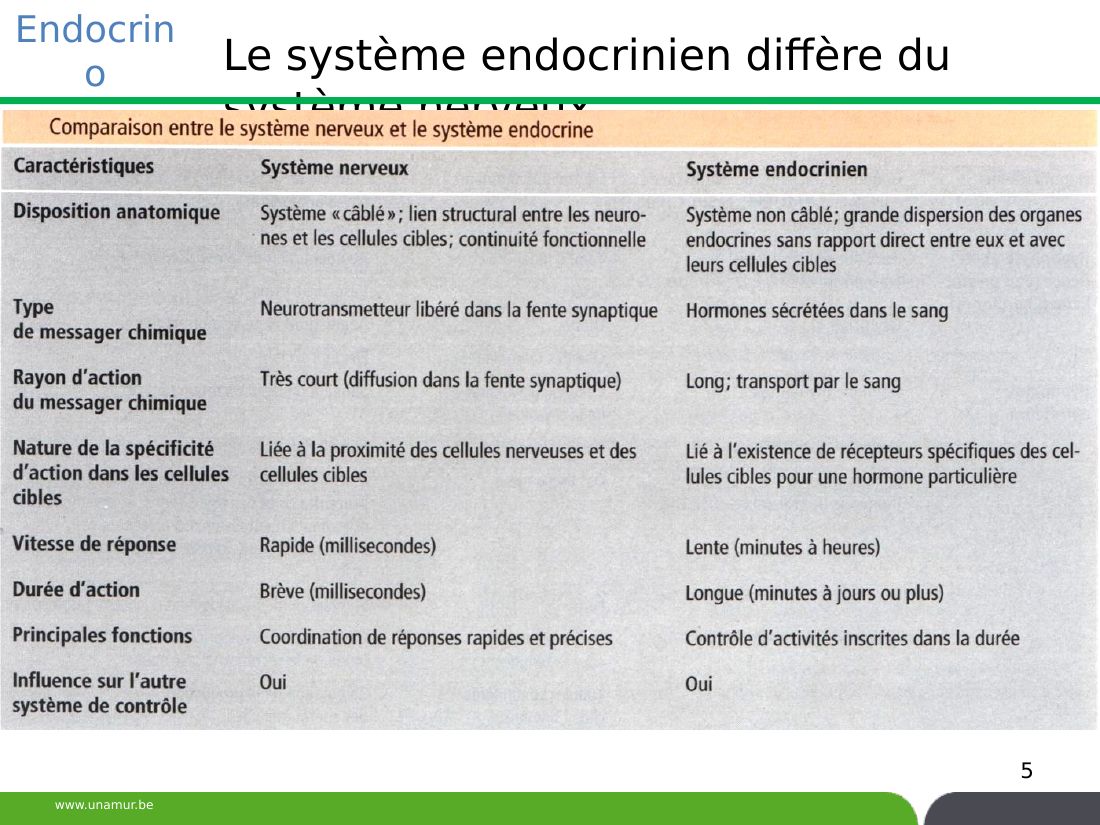 Endocrin
o
Le système endocrinien diffère du
système nerveux
Comparaison entre le système nerveux et le système endocrine
Caractéristiques
Système nerveux
Système endocrinien
Disposition anatomique
Système « câblé » ; lien structural entre les neuro-
nes et les cellules cibles ; continuité fonctionnelle
Système non câblé ; grande dispersion des organes
endocrines sans rapport direct entre eux et avec
leurs cellules cibles
Type
de messager chimique
Neurotransmetteur libéré dans la fente synaptique
Hormones sécrétées dans le sang
Rayon d'action
du messager chimique
Très court (diffusion dans la fente synaptique)
Long ; transport par le sang
Nature de la spécificité
d'action dans les cellules
cibles
Liée à la proximité des cellules nerveuses et des
cellules cibles
Lié à l'existence de récepteurs spécifiques des cel-
lules cibles pour une hormone particulière
Vitesse de réponse
Rapide (millisecondes)
Lente (minutes à heures)
Durée d'action
Brève (millisecondes)
Longue (minutes à jours ou plus)
Principales fonctions
Coordination de réponses rapides et précises
Contrôle d'activités inscrites dans la durée
Influence sur l'autre
système de contrôle
Oui
Oui
5
www.unamur.be